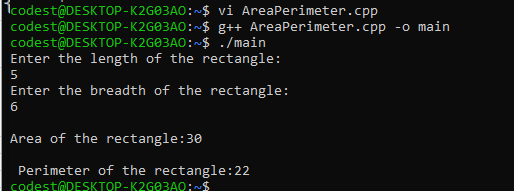 codest@DESKTOP-K2G03AO:~$ vi AreaPerimeter.cpp
codest@DESKTOP-K2G03AO:~$ g++ AreaPerimeter.cpp -o main
codest@DESKTOP-K2G03AO:~$ ./main
Enter the length of the rectangle:
5
Enter the breadth of the rectangle:
6
Area of the rectangle:30
Perimeter of the rectangle:22
codest@DESKTOP-K2G03AO:~$